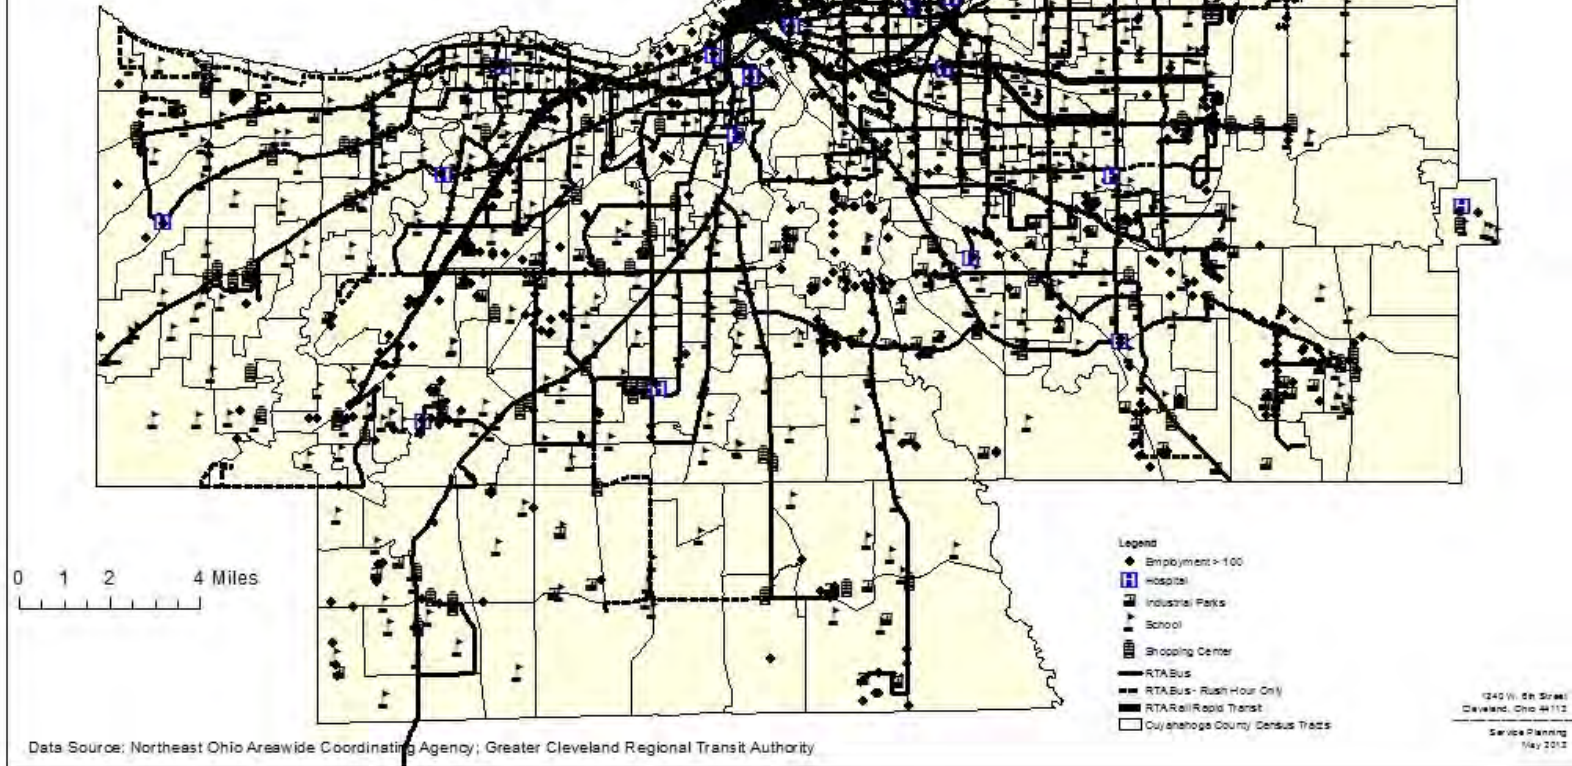 0 1 2 4 Miles
Legend
Employment > 100
Hospital
Industrial Parks
School
Shopping Center
RTA Bus
RTA Bus - Rush Hour Only
RTA Rail Rapid Transit
Cuyahoga County Census Tracts
1240 W. 6th Street
Cleveland, Ohio 44113
Service Planning
Data Source: Northeast Ohio Areawide Coordinating Agency; Greater Cleveland Regional Transit Authority